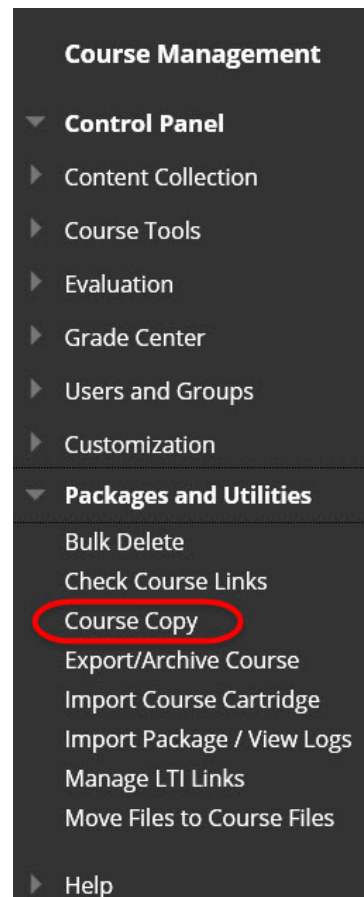 Course Management
Control Panel
Content Collection
Course Tools
Evaluation
Grade Center
Users and Groups
Customization
Packages and Utilities
Bulk Delete
Check Course Links
Course Copy
Export/Archive Course
Import Course Cartridge
Import Package / View Logs
Manage LTI Links
Move Files to Course Files
Help